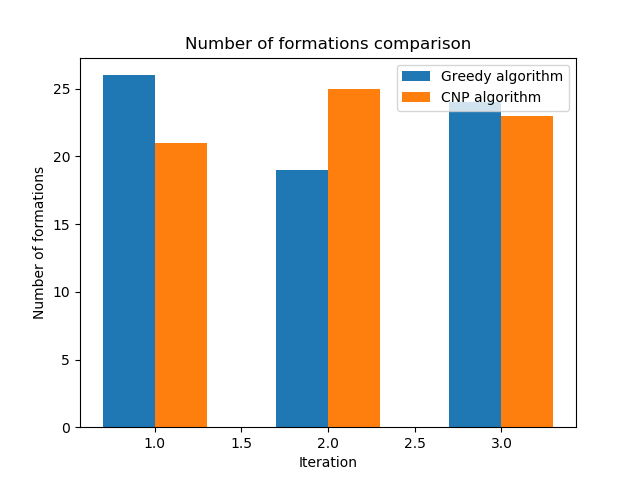 Number of formations comparison
Greedy algorithm
CNP algorithm
Number of formations
25
20
15
10
5
0
1.0 1.5 2.0 2.5 3.0
Iteration